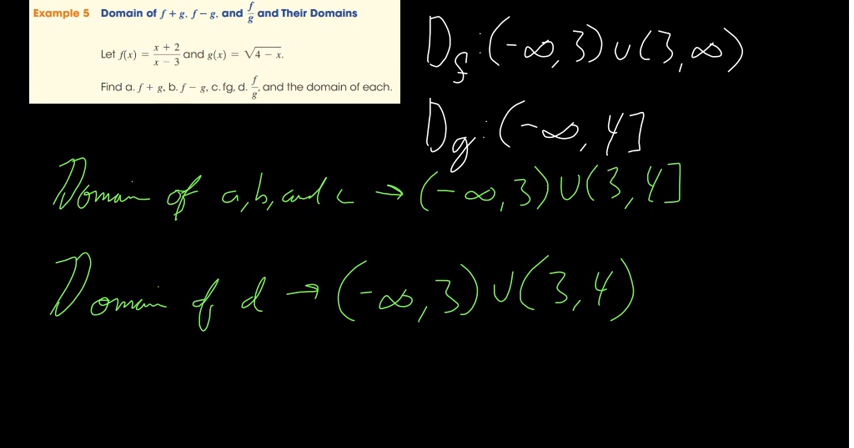 Example 5 Domain of f + g, f − g, and f/g and Their Domains
Let f(x) = (x + 2)/(x − 3) and g(x) = √(4 − x).
Find a. f + g, b. f − g, c. fg, d. f/g, and the domain of each.
D_f : (-∞, 3) ∪ (3, ∞)
D_g : (-∞, 4]
Domain of a, b, and c → (-∞, 3) ∪ (3, 4]
Domain of d → (-∞, 3) ∪ (3, 4)